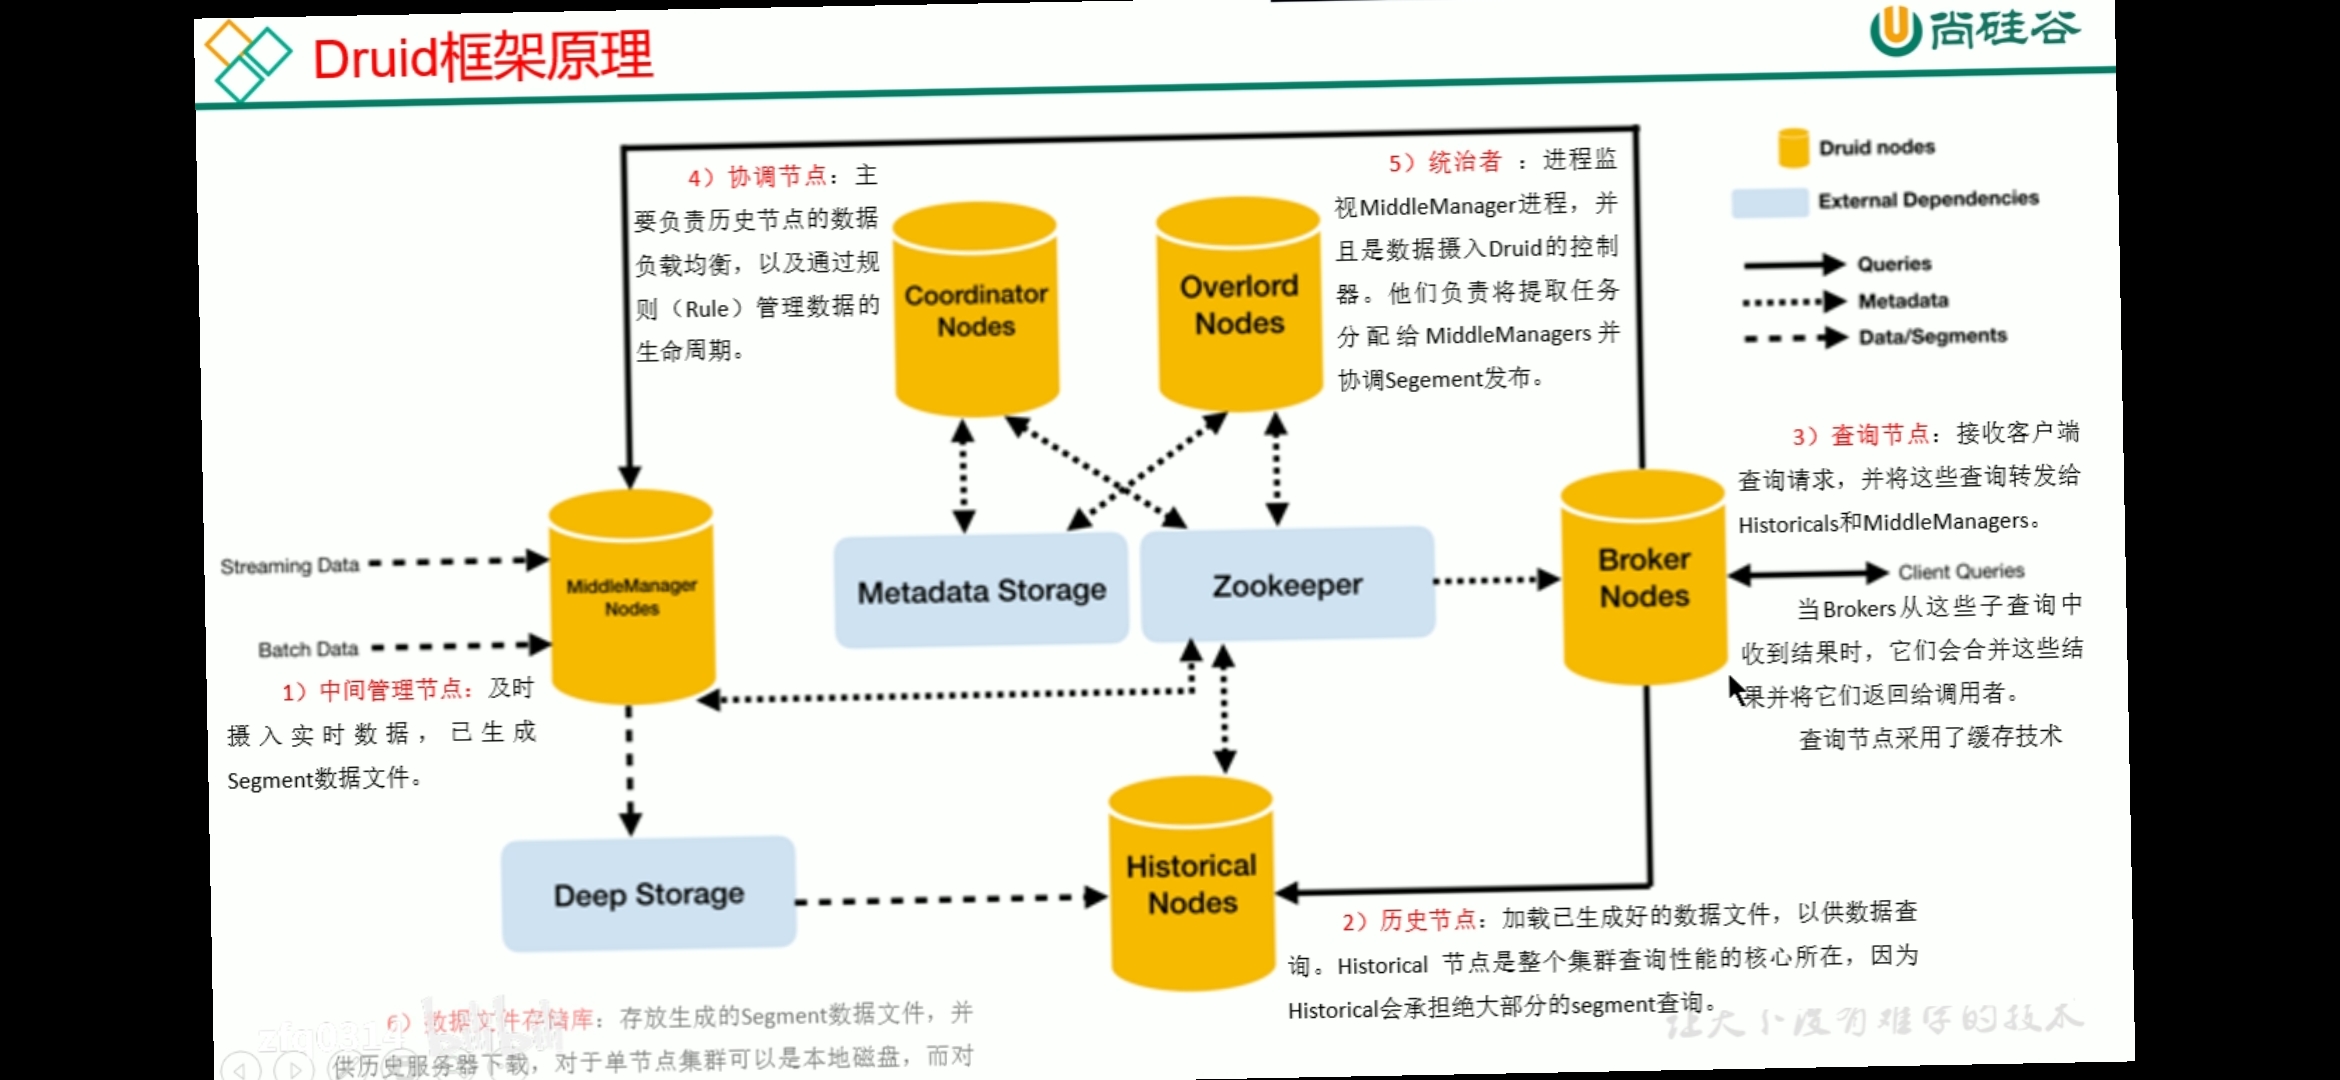 Druid框架原理
尚硅谷
4）协调节点：主
要负责历史节点的数据
负载均衡，以及通过规
则（Rule）管理数据的
生命周期。
Coordinator
Nodes
Overlord
Nodes
5）统治者 ：进程监
视MiddleManager进程，并
且是数据摄入Druid的控制
器。他们负责将提取任务
分配给MiddleManagers并
协调Segement发布。
Druid nodes
External Dependencies
Queries
Metadata
Data/Segments
3）查询节点：接收客户端
查询请求，并将这些查询转发给
Historicals和MiddleManagers。
Streaming Data
Batch Data
MiddleManager
Nodes
Metadata Storage
Zookeeper
Broker
Nodes
Client Queries
当Brokers从这些子查询中
收到结果时，它们会合并这些结
果并将它们返回给调用者。
查询节点采用了缓存技术
1）中间管理节点：及时
摄入实时数据，已生成
Segment数据文件。
Deep Storage
Historical
Nodes
2）历史节点：加载已生成好的数据文件，以供数据查
询。Historical 节点是整个集群查询性能的核心所在，因为
Historical会承担绝大部分的segment查询。
让天下没有难学的技术
6）数据文件存储库：存放生成的Segment数据文件，并
供历史服务器下载，对于单节点集群可以是本地磁盘，而对
zfq0314
bilibili